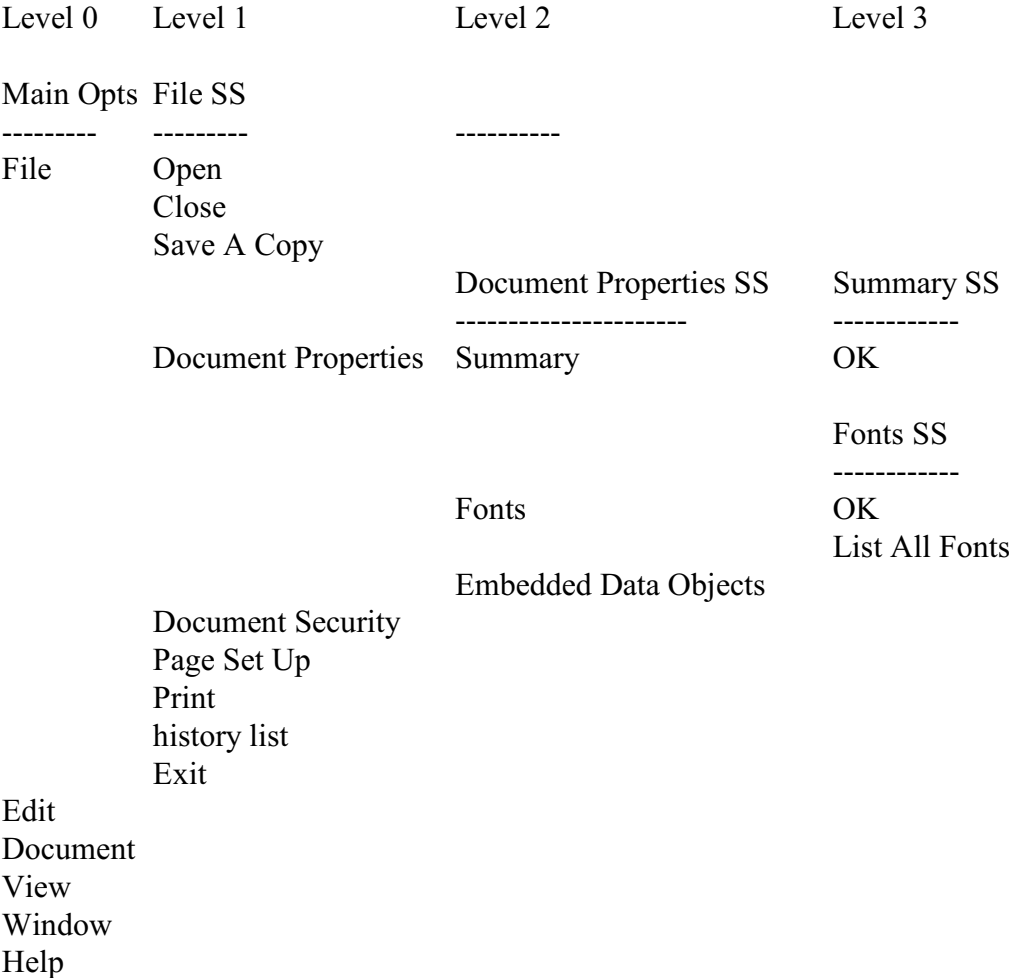 Level 0 Level 1 Level 2 Level 3
Main Opts File SS
--------- --------- ----------
File Open
Close
Save A Copy
Document Properties SS Summary SS
---------------------- ------------
Document Properties Summary OK
Fonts SS
------------
Fonts OK
List All Fonts
Embedded Data Objects
Document Security
Page Set Up
Print
history list
Exit
Edit
Document
View
Window
Help